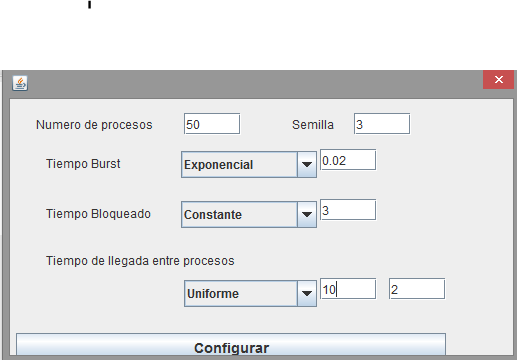 Numero de procesos 50 Semilla 3
Tiempo Burst Exponencial 0.02
Tiempo Bloqueado Constante 3
Tiempo de llegada entre procesos
Uniforme 10 2
Configurar